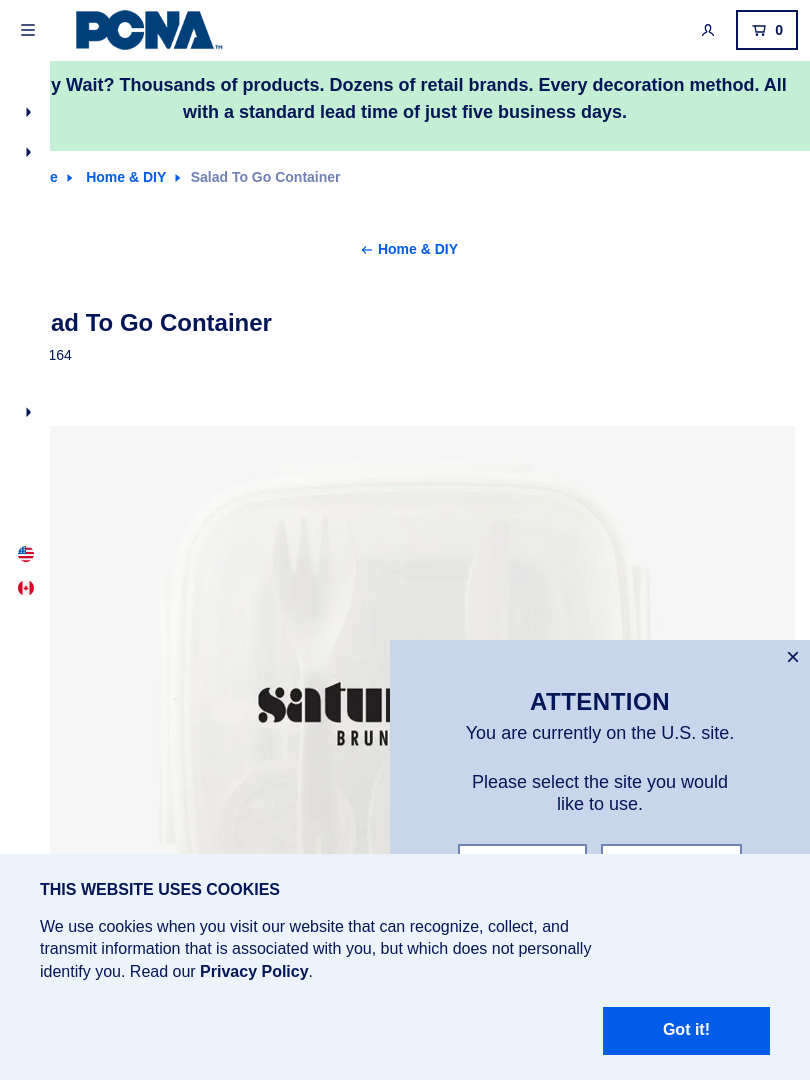 PCNA™
0
y Wait? Thousands of products. Dozens of retail brands. Every decoration method. All
with a standard lead time of just five business days.
e Home & DIY Salad To Go Container
← Home & DIY
ad To Go Container
164
BRUN
ATTENTION
You are currently on the U.S. site.
Please select the site you would
like to use.
THIS WEBSITE USES COOKIES
We use cookies when you visit our website that can recognize, collect, and
transmit information that is associated with you, but which does not personally
identify you. Read our Privacy Policy.
Got it!